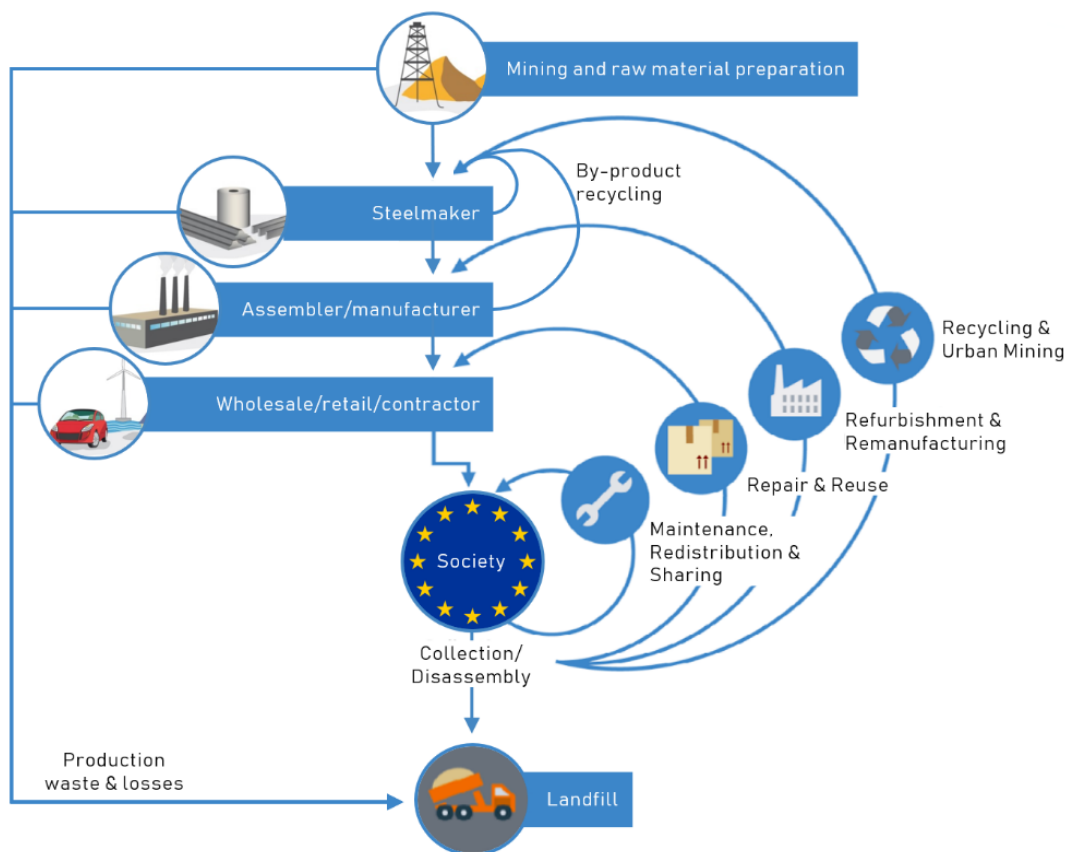 Mining and raw material preparation
By-product
recycling
Steelmaker
Assembler/manufacturer
Recycling &
Urban Mining
Wholesale/retail/contractor
Refurbishment &
Remanufacturing
Repair & Reuse
Maintenance,
Redistribution &
Sharing
Society
Collection/
Disassembly
Production
waste & losses
Landfill